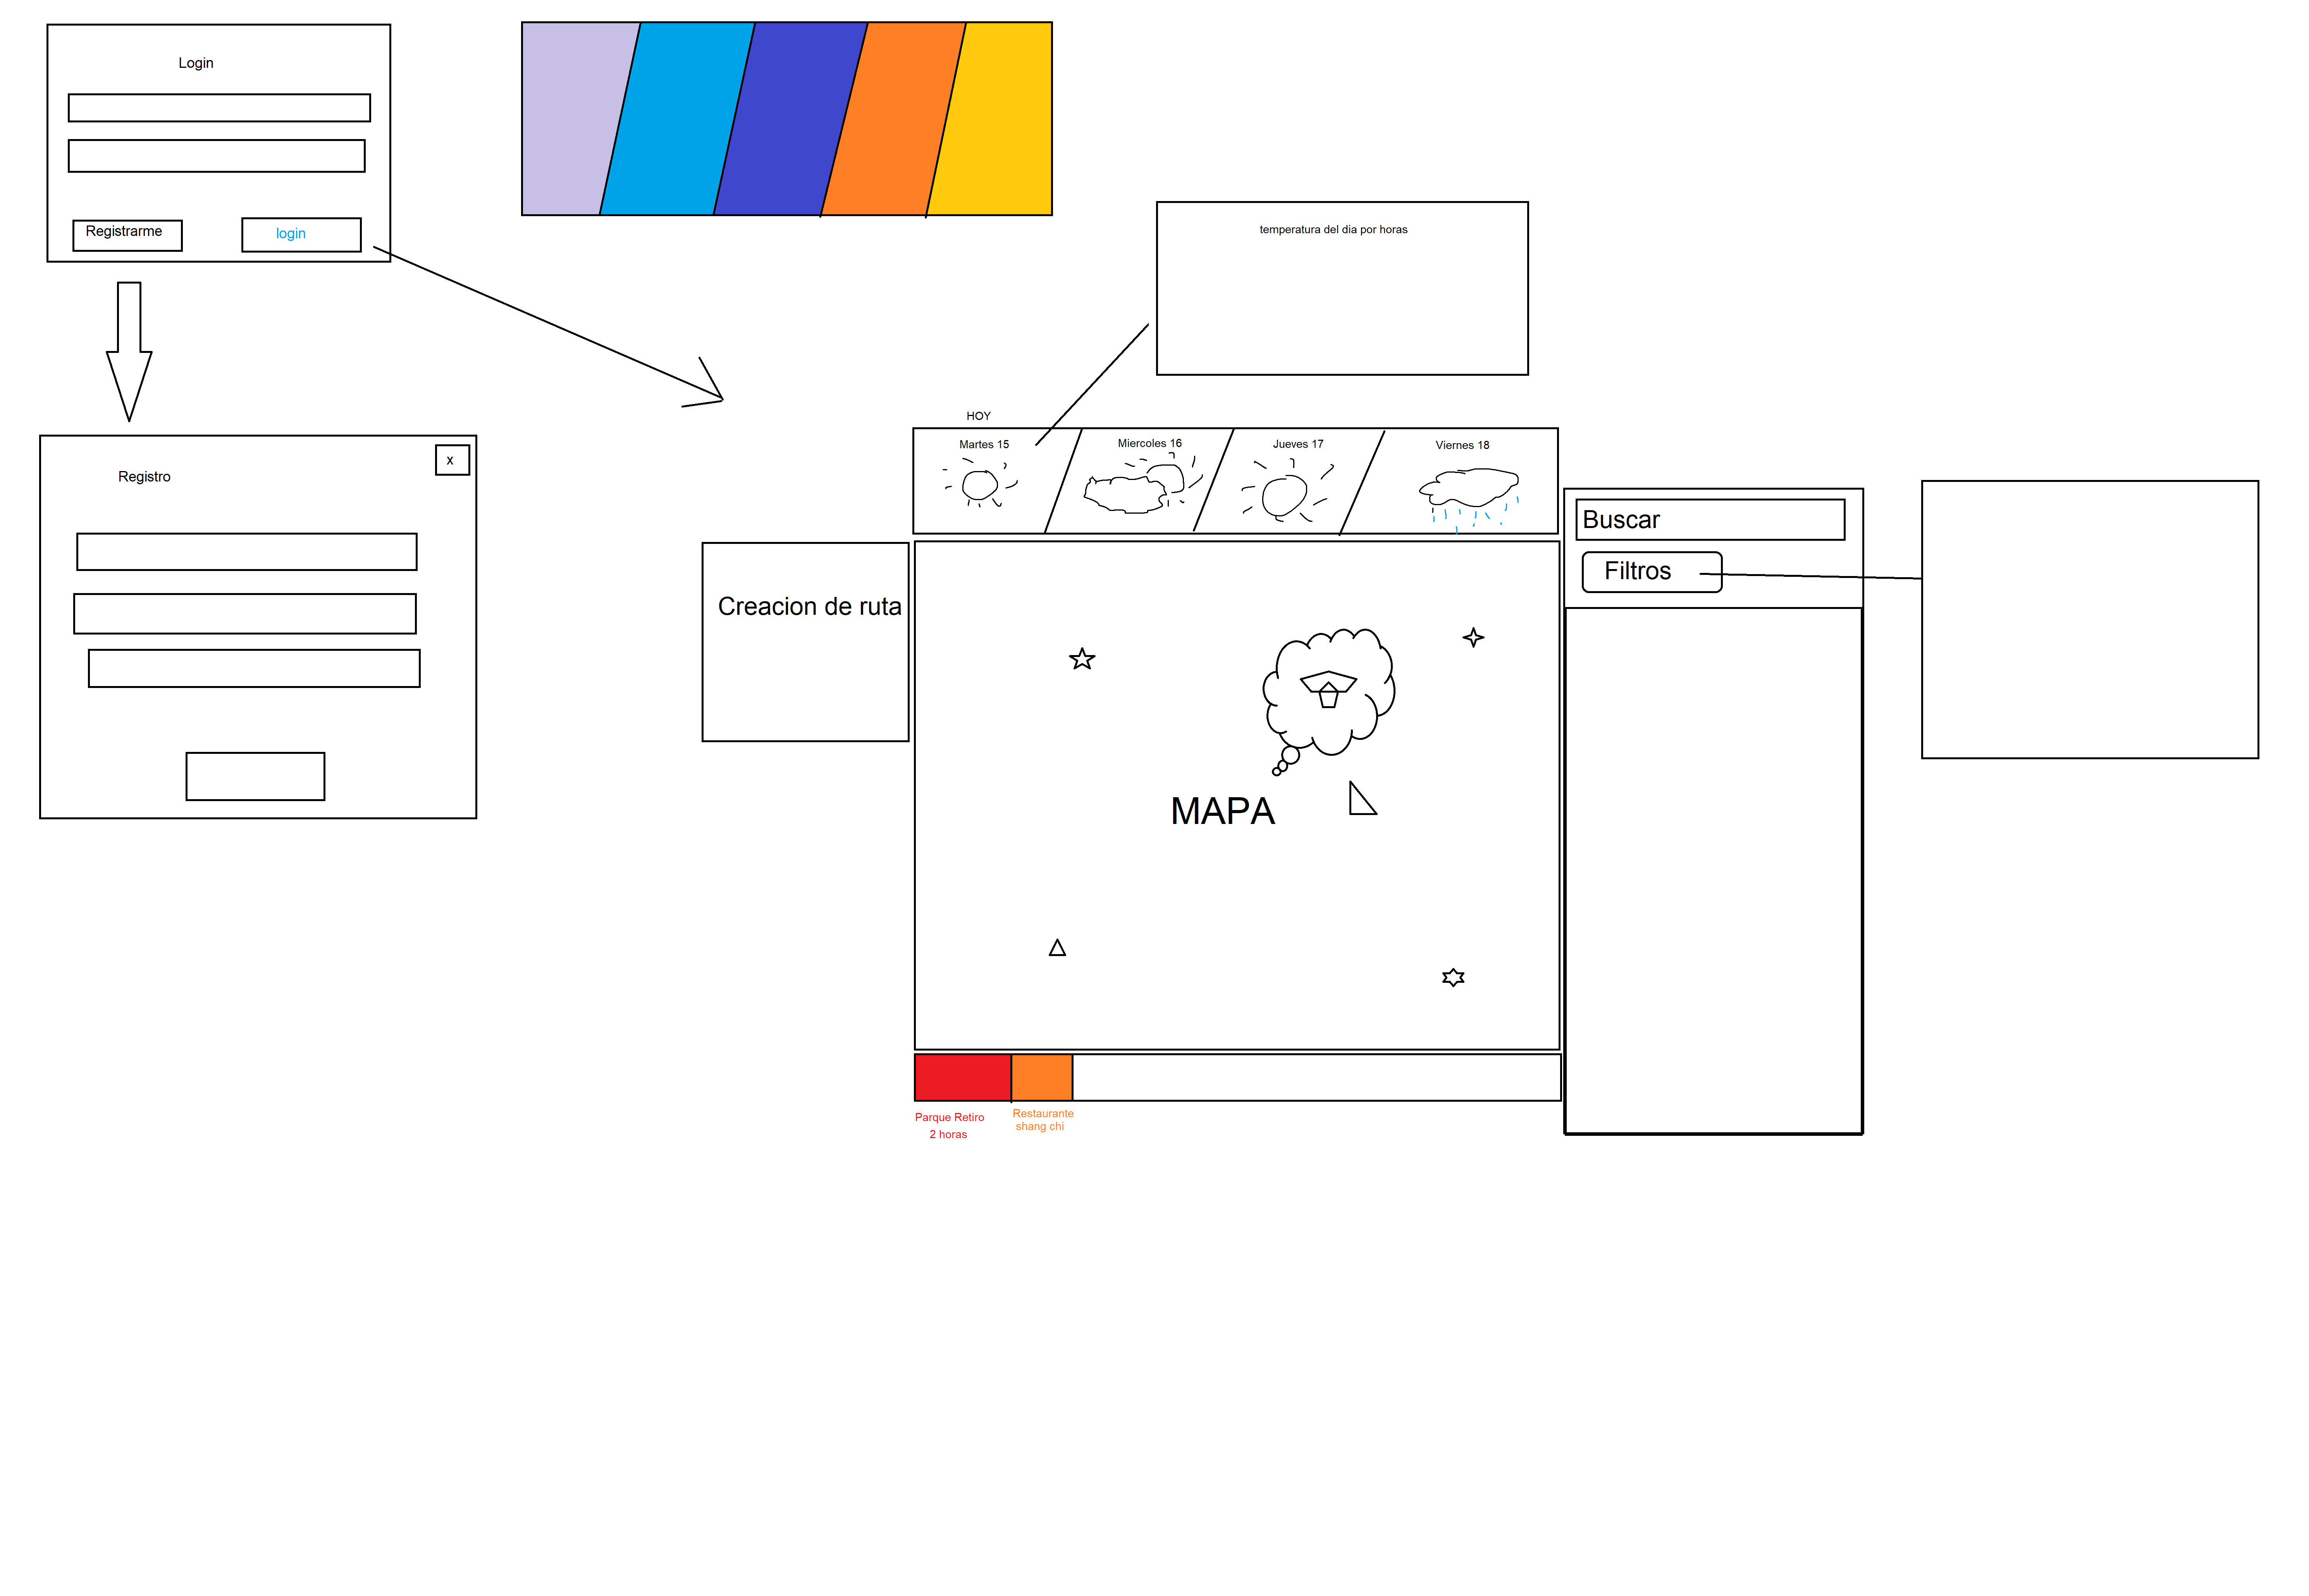 Login
Registrarme
login
Registro
x
temperatura del dia por horas
HOY
Martes 15
Miercoles 16
Jueves 17
Viernes 18
Creacion de ruta
MAPA
Buscar
Filtros
Parque Retiro
2 horas
Restaurante
shang chi